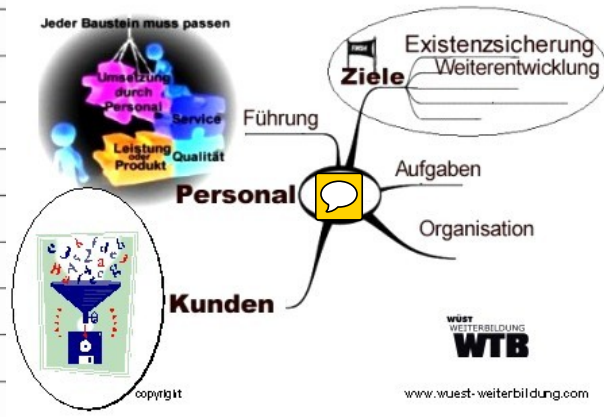 Jeder Baustein muss passen
Umsetzung
durch
Personal
Service
Leistung
oder
Produkt
Qualität
Führung
Personal
Kunden
Ziele
Existenzsicherung
Weiterentwicklung
Aufgaben
Organisation
copyright
WÜST
WEITERBILDUNG
WTB
www.wuest-weiterbildung.com